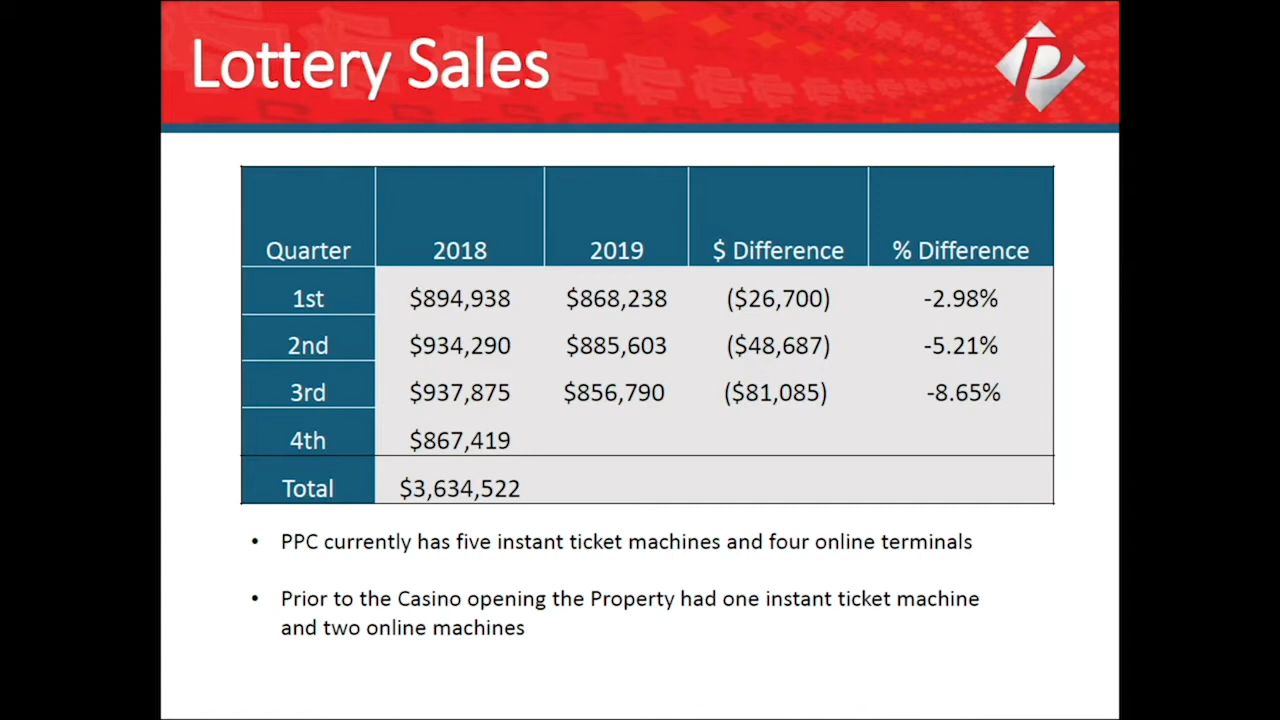 Lottery Sales
Quarter 2018 2019 $ Difference % Difference
1st $894,938 $868,238 ($26,700) -2.98%
2nd $934,290 $885,603 ($48,687) -5.21%
3rd $937,875 $856,790 ($81,085) -8.65%
4th $867,419
Total $3,634,522
• PPC currently has five instant ticket machines and four online terminals
• Prior to the Casino opening the Property had one instant ticket machine
and two online machines